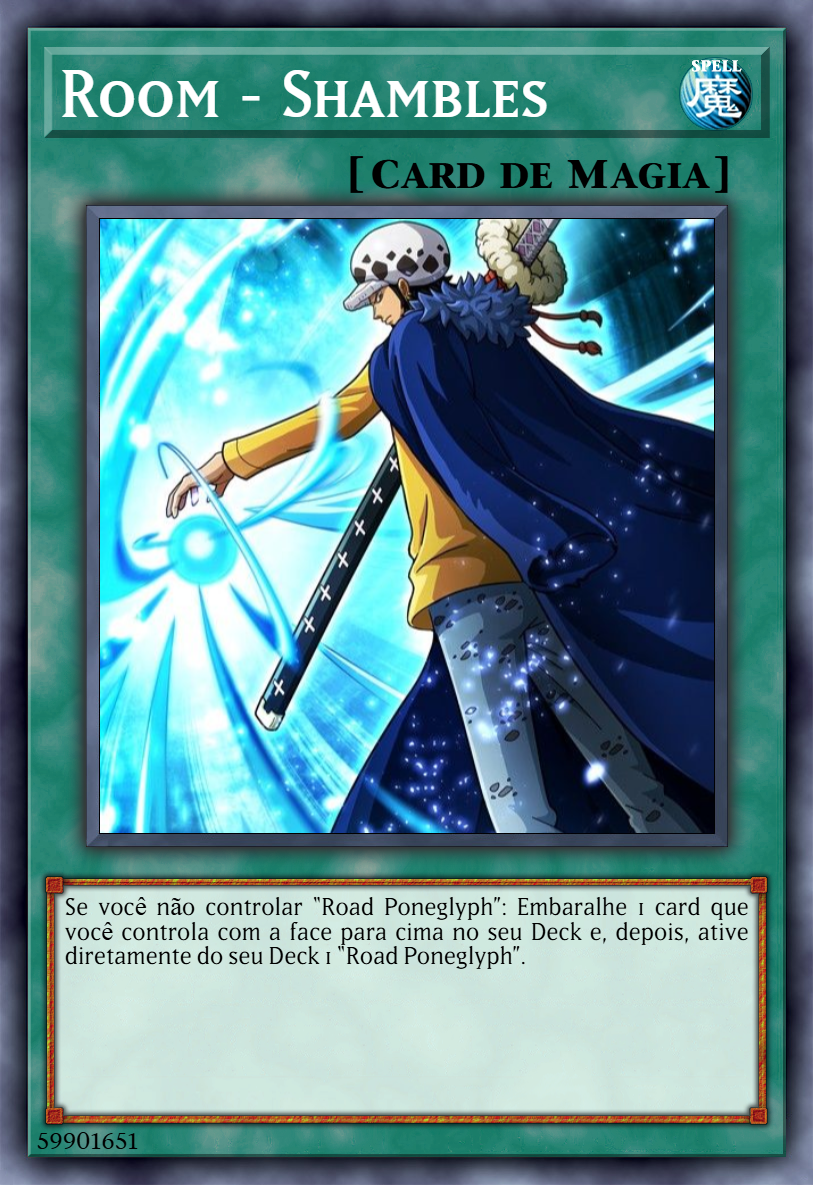 Room - Shambles
SPELL
魔
[Card de Magia]
Se você não controlar "Road Poneglyph": Embaralhe 1 card que
você controla com a face para cima no seu Deck e, depois, ative
diretamente do seu Deck 1 "Road Poneglyph".
59901651